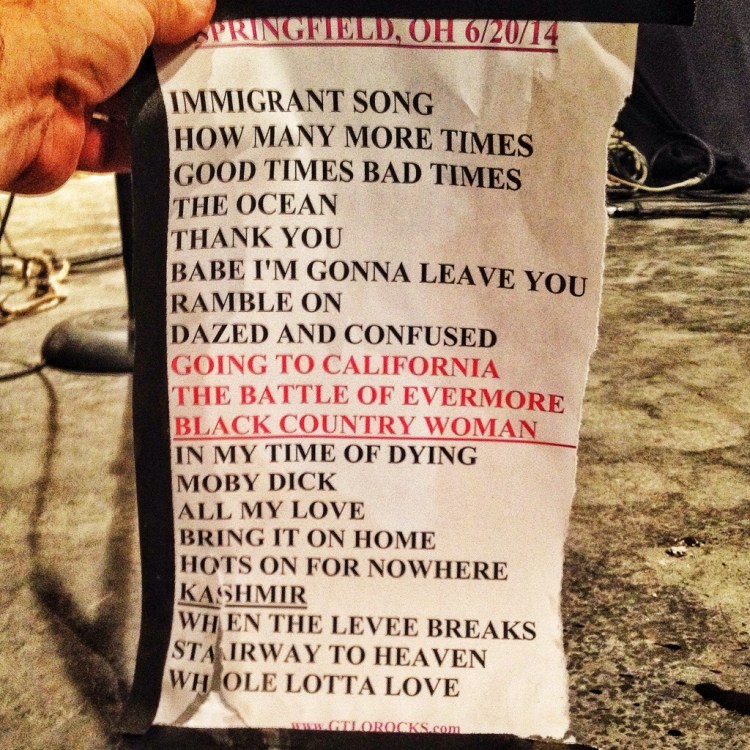 SPRINGFIELD, OH 6/20/14
IMMIGRANT SONG
HOW MANY MORE TIMES
GOOD TIMES BAD TIMES
THE OCEAN
THANK YOU
BABE I'M GONNA LEAVE YOU
RAMBLE ON
DAZED AND CONFUSED
GOING TO CALIFORNIA
THE BATTLE OF EVERMORE
BLACK COUNTRY WOMAN
IN MY TIME OF DYING
MOBY DICK
ALL MY LOVE
BRING IT ON HOME
HOTS ON FOR NOWHERE
KASHMIR
WHEN THE LEVEE BREAKS
STAIRWAY TO HEAVEN
WHOLE LOTTA LOVE
www.GTLOROCKS.com